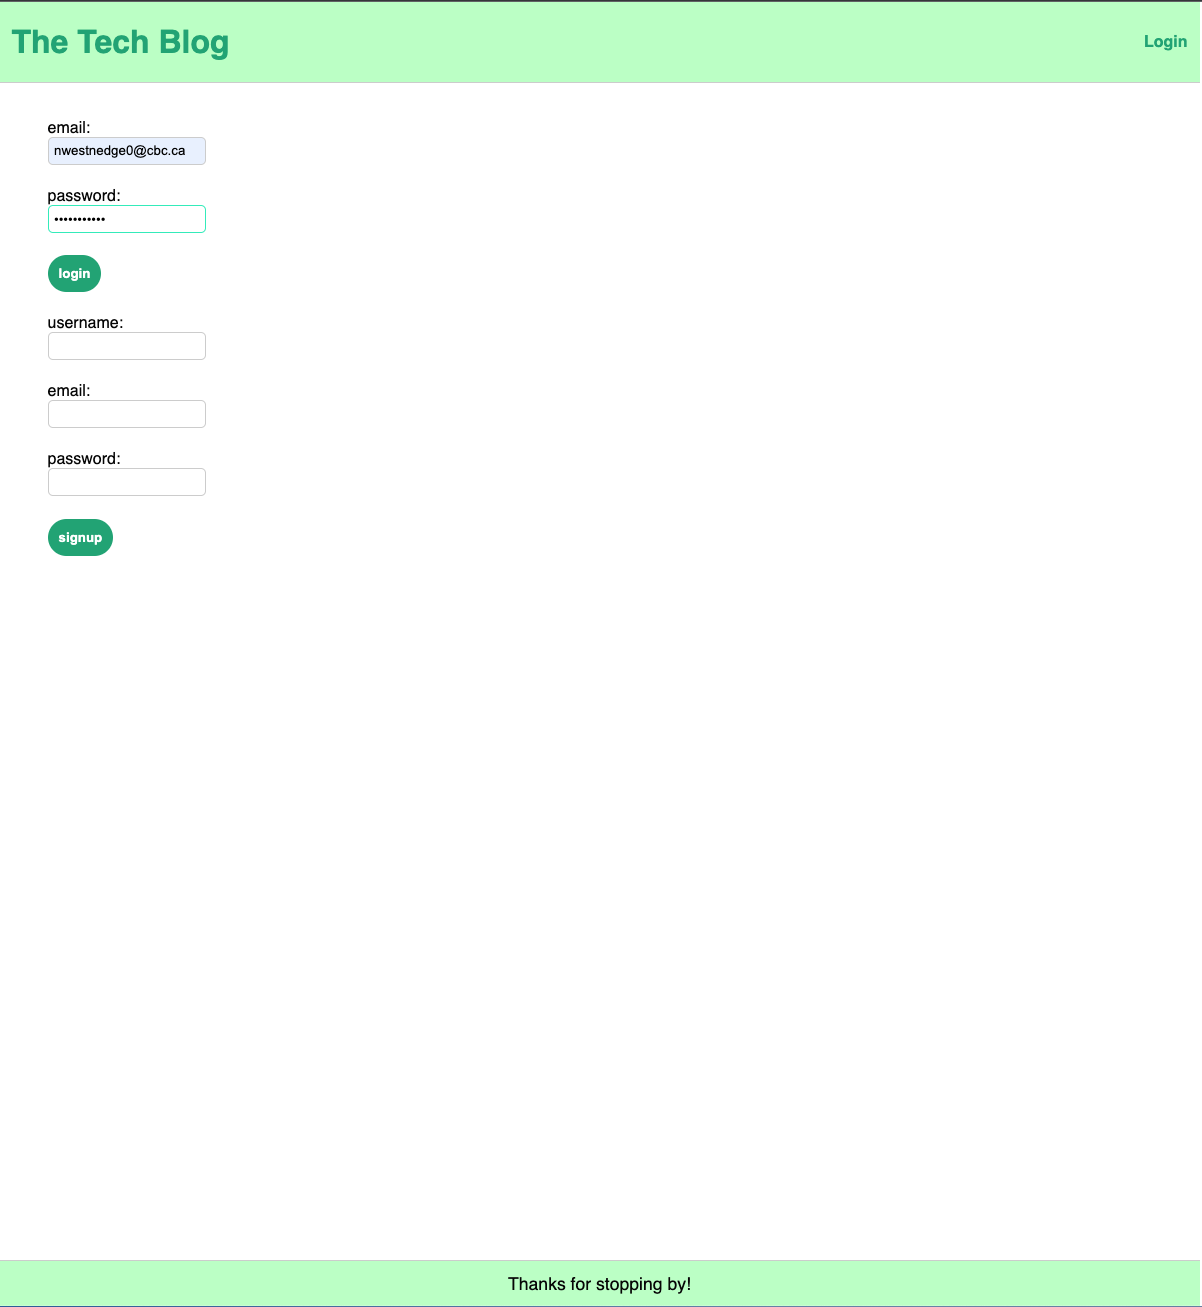 The Tech Blog
Login
email:
nwestnedge0@cbc.ca
password:
•••••••••••
login
username:
email:
password:
signup
Thanks for stopping by!